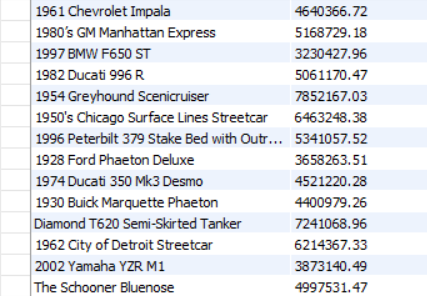 1961 Chevrolet Impala 4640366.72
1980's GM Manhattan Express 5168729.18
1997 BMW F650 ST 3230427.96
1982 Ducati 996 R 5061170.47
1954 Greyhound Scenicruiser 7852167.03
1950's Chicago Surface Lines Streetcar 6463248.38
1996 Peterbilt 379 Stake Bed with Outr... 5341057.52
1928 Ford Phaeton Deluxe 3658263.51
1974 Ducati 350 Mk3 Desmo 4521220.28
1930 Buick Marquette Phaeton 4400979.26
Diamond T620 Semi-Skirted Tanker 7241068.96
1962 City of Detroit Streetcar 6214367.33
2002 Yamaha YZR M1 3873140.49
The Schooner Bluenose 4997531.47